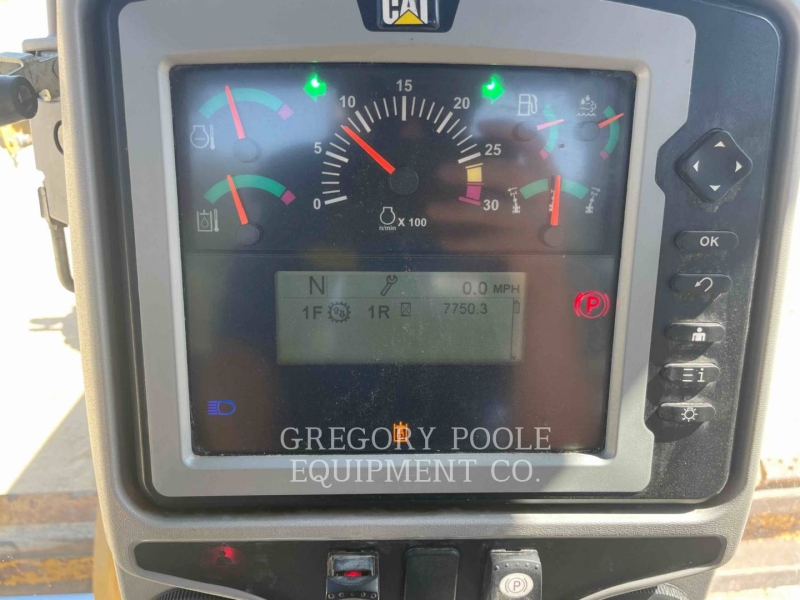 CAT
0 5 10 15 20 25 30
n/min X 100
N 0.0 MPH
1F 1R 7750.3
P
OK
i
GREGORY POOLE
EQUIPMENT CO.
P